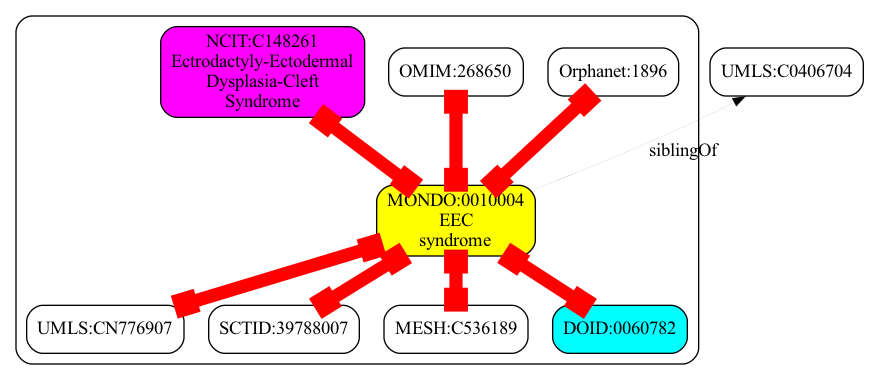 NCIT:C148261
Ectrodactyly-Ectodermal
Dysplasia-Cleft
Syndrome
OMIM:268650
Orphanet:1896
UMLS:C0406704
siblingOf
MONDO:0010004
EEC
syndrome
UMLS:CN776907
SCTID:39788007
MESH:C536189
DOID:0060782